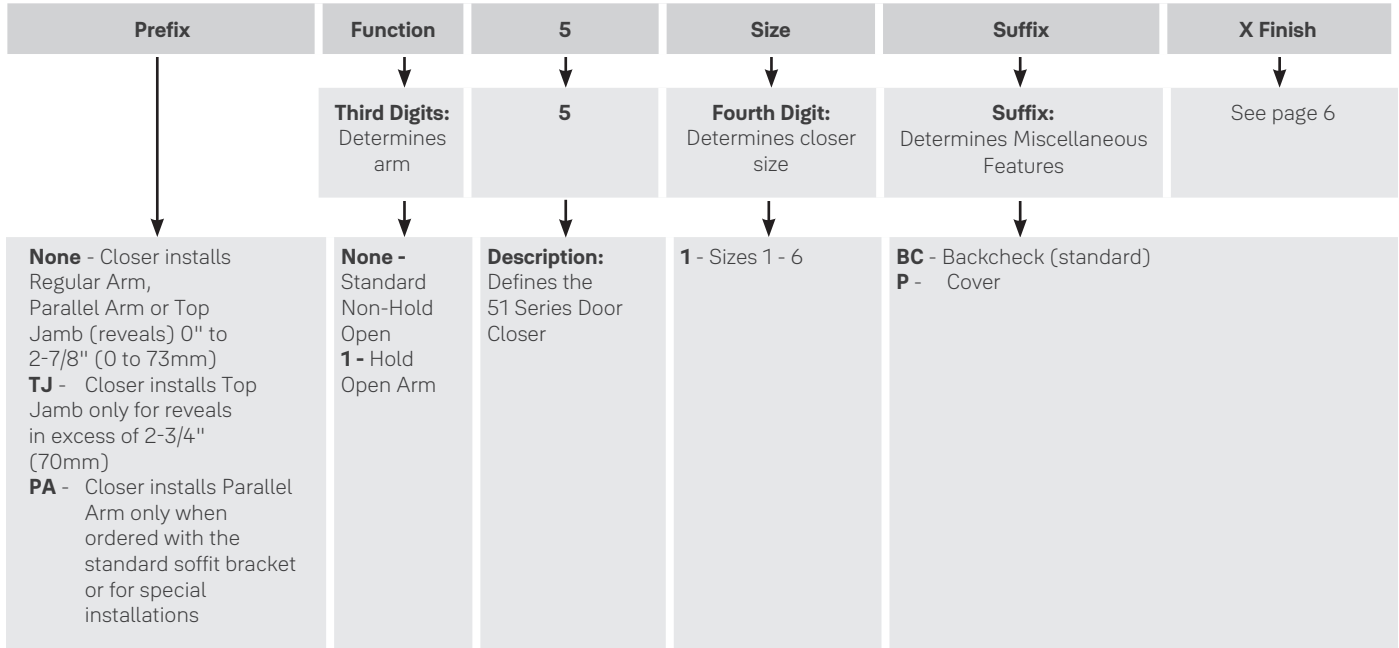 Prefix
Function
5
Size
Suffix
X Finish
Third Digits:
Determines
arm
5
Fourth Digit:
Determines closer
size
Suffix:
Determines Miscellaneous
Features
See page 6
None - Closer installs
Regular Arm,
Parallel Arm or Top
Jamb (reveals) 0" to
2-7/8" (0 to 73mm)
TJ - Closer installs Top
Jamb only for reveals
in excess of 2-3/4"
(70mm)
PA - Closer installs Parallel
Arm only when
ordered with the
standard soffit bracket
or for special
installations
None -
Standard
Non-Hold
Open
1 - Hold
Open Arm
Description:
Defines the
51 Series Door
Closer
1 - Sizes 1 - 6
BC - Backcheck (standard)
P - Cover